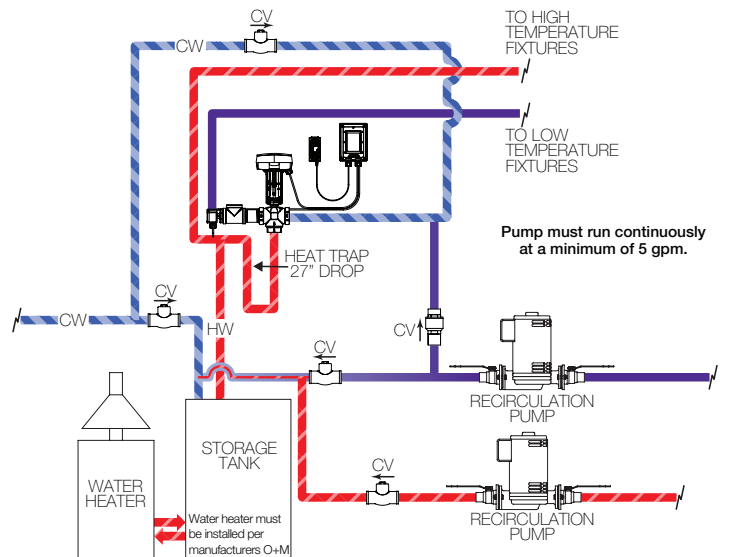 CV
CW
TO HIGH
TEMPERATURE
FIXTURES
TO LOW
TEMPERATURE
FIXTURES
Pump must run continuously
at a minimum of 5 gpm.
HEAT TRAP
27" DROP
CV
CW
HW
CV
CV
RECIRCULATION
PUMP
STORAGE
TANK
WATER
HEATER
CV
Water heater must
be installed per
manufacturers O+M
RECIRCULATION
PUMP